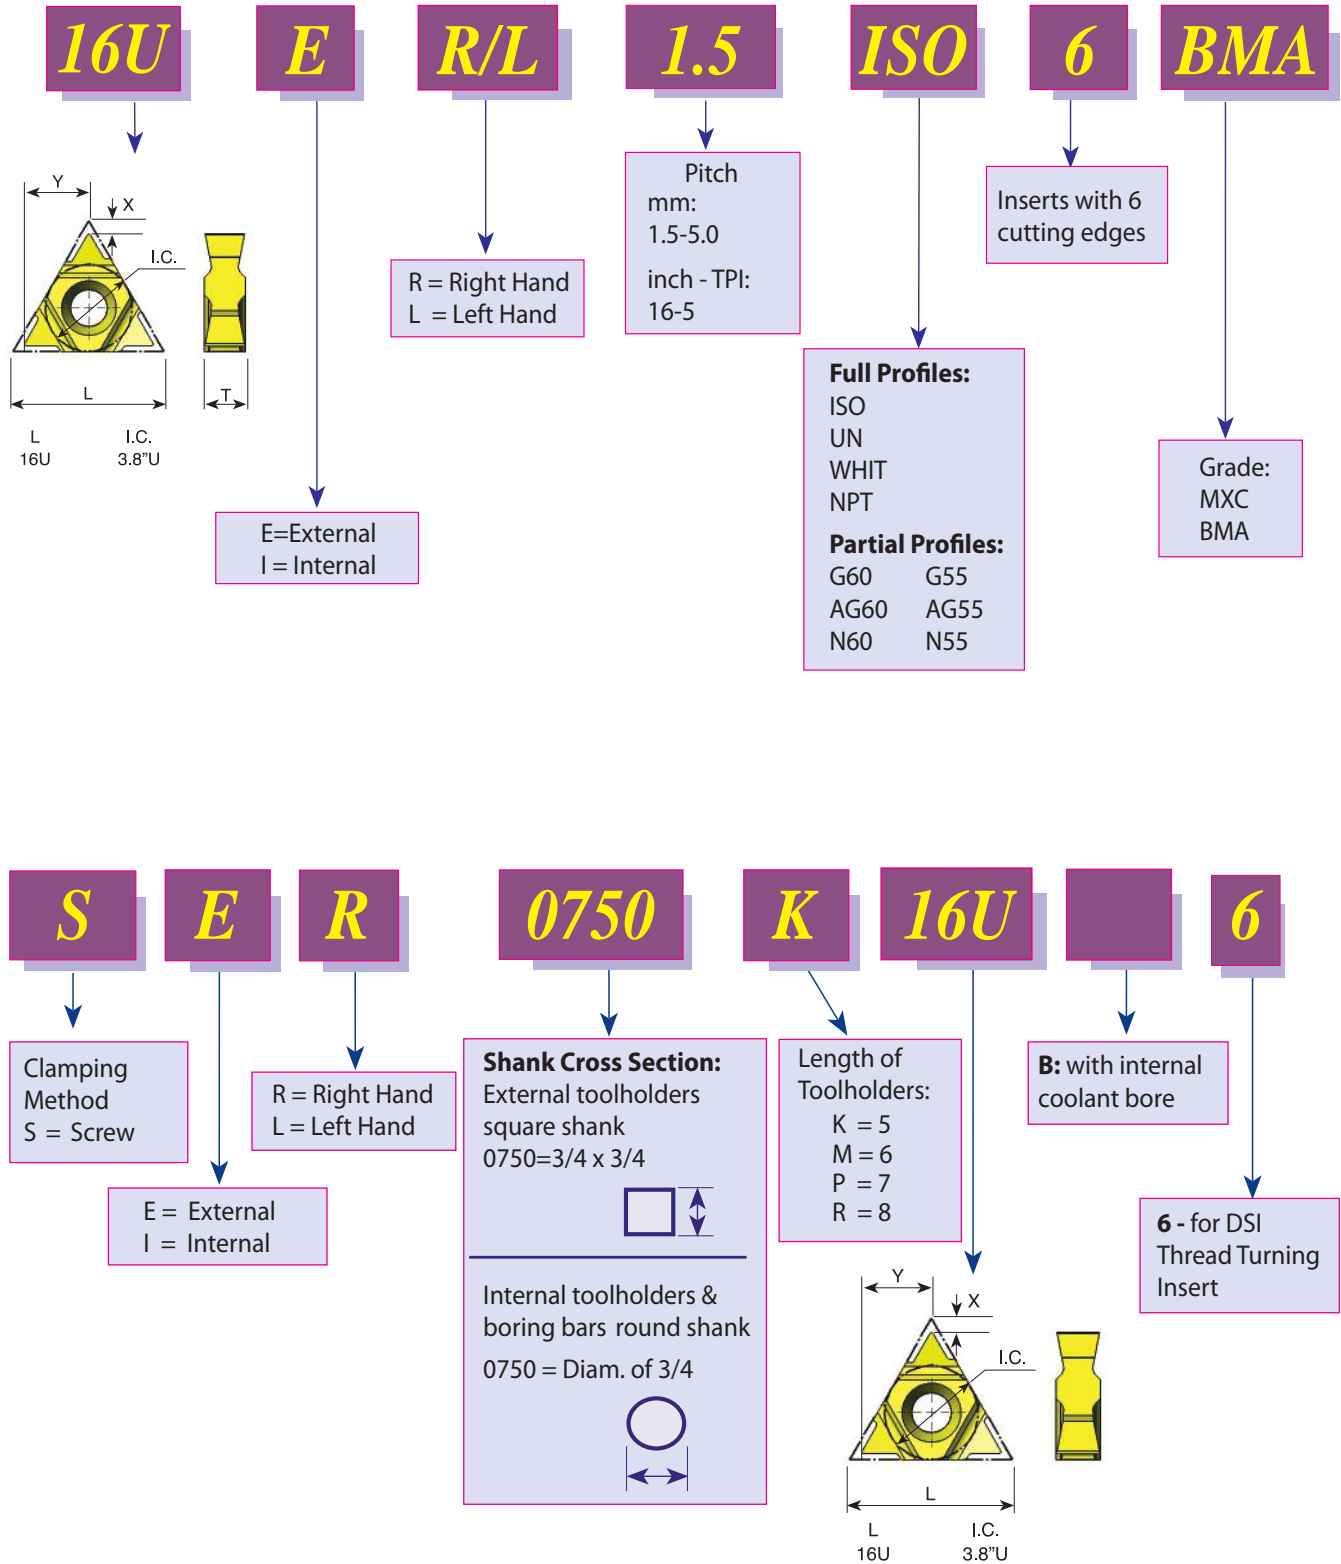 16U E R/L 1.5 ISO 6 BMA
Y
X
I.C.
L
T
L I.C.
16U 3.8"U
E=External
I = Internal
R = Right Hand
L = Left Hand
Pitch
mm:
1.5-5.0
inch - TPI:
16-5
Full Profiles:
ISO
UN
WHIT
NPT
Partial Profiles:
G60 G55
AG60 AG55
N60 N55
Inserts with 6
cutting edges
Grade:
MXC
BMA
S E R 0750 K 16U 6
Clamping
Method
S = Screw
E = External
I = Internal
R = Right Hand
L = Left Hand
Shank Cross Section:
External toolholders
square shank
0750=3/4 x 3/4
Internal toolholders &
boring bars round shank
0750 = Diam. of 3/4
Length of
Toolholders:
K = 5
M = 6
P = 7
R = 8
Y
X
I.C.
L
L I.C.
16U 3.8"U
B: with internal
coolant bore
6 - for DSI
Thread Turning
Insert